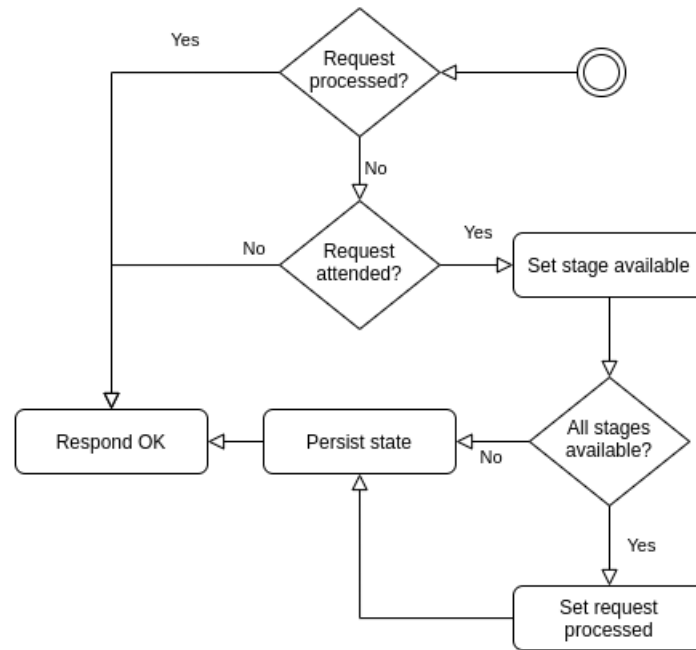 Yes
Request
processed?
No
No
Request
attended?
Yes
Set stage available
Respond OK
Persist state
No
All stages
available?
Yes
Set request
processed